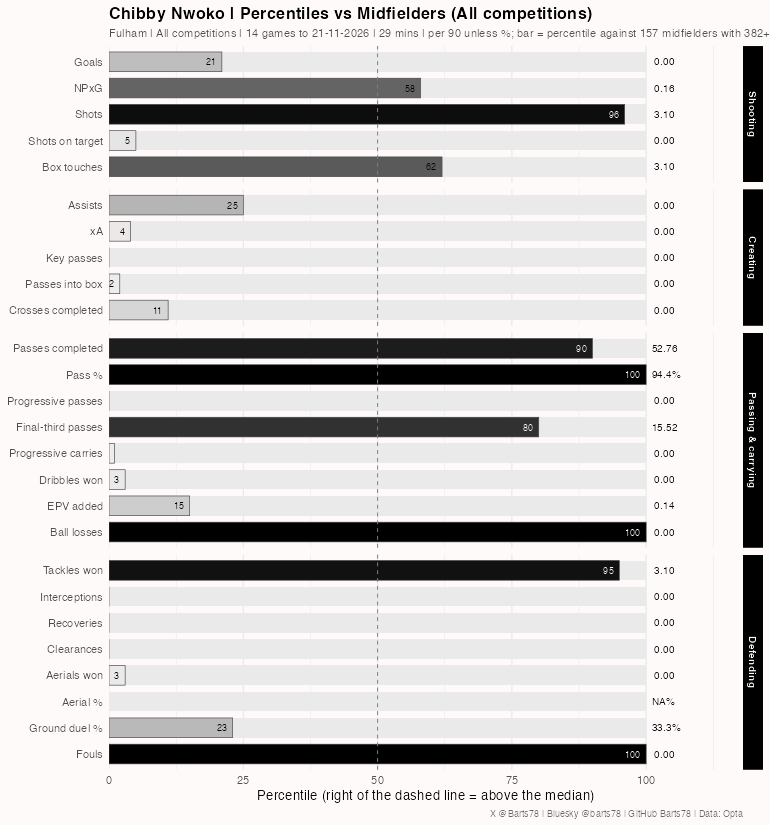 Chibby Nwoko | Percentiles vs Midfielders (All competitions)
Fulham | All competitions | 14 games to 21-11-2026 | 29 mins | per 90 unless %; bar = percentile against 157 midfielders with 382+
Goals 21 0.00
NPxG 58 0.16
Shots 96 3.10
Shots on target 5 0.00
Box touches 62 3.10
Shooting
Assists 25 0.00
xA 4 0.00
Key passes 0.00
Passes into box 2 0.00
Crosses completed 11 0.00
Creating
Passes completed 90 52.76
Pass % 100 94.4%
Progressive passes 0.00
Final-third passes 80 15.52
Progressive carries 0.00
Dribbles won 3 0.00
EPV added 15 0.14
Ball losses 100 0.00
Passing & carrying
Tackles won 95 3.10
Interceptions 0.00
Recoveries 0.00
Clearances 0.00
Aerials won 3 0.00
Aerial % NA%
Ground duel % 23 33.3%
Fouls 100 0.00
Defending
0 25 50 75 100
Percentile (right of the dashed line = above the median)
X @Barts78 | Bluesky @barts78 | GitHub Barts78 | Data: Opta